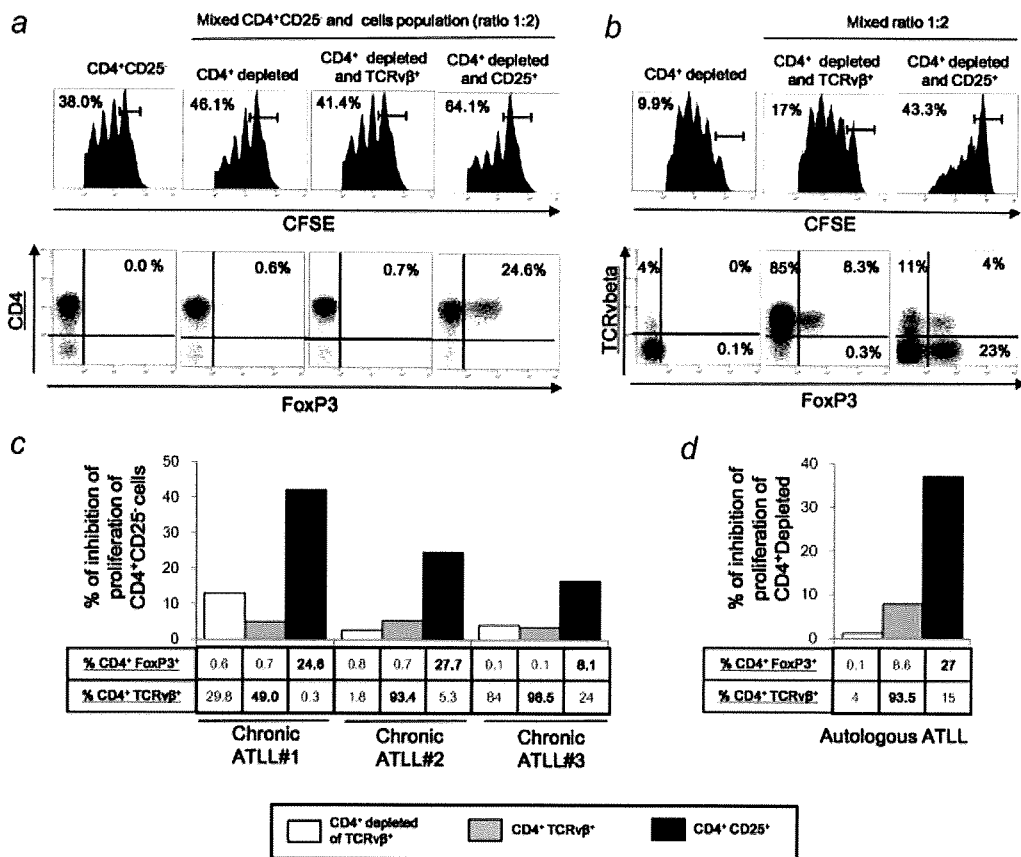 a
Mixed CD4⁺CD25⁻ and cells population (ratio 1:2)
CD4⁺CD25⁻
CD4⁺ depleted
CD4⁺ depleted and TCRvβ⁺
CD4⁺ depleted and CD25⁺
38.0%
46.1%
41.4%
64.1%
CFSE
CD4
0.0 %
0.6%
0.7%
24.6%
FoxP3
b
Mixed ratio 1:2
CD4⁺ depleted
CD4⁺ depleted and TCRvβ⁺
CD4⁺ depleted and CD25⁺
9.9%
17%
43.3%
CFSE
TCRvbeta
4%
0%
0.1%
85%
8.3%
0.3%
11%
4%
23%
FoxP3
c
% of inhibition of
proliferation of
CD4⁺CD25⁻ cells
50
40
30
20
10
0
% CD4⁺ FoxP3⁺ 0.6 0.7 24.6 0.8 0.7 27.7 0.1 0.1 8.1
% CD4⁺ TCRvβ⁺ 29.8 49.0 0.3 1.8 93.4 5.3 84 98.5 24
Chronic ATLL#1
Chronic ATLL#2
Chronic ATLL#3
d
% of inhibition of
proliferation of
CD4⁺Depleted
40
30
20
10
0
% CD4⁺ FoxP3⁺ 0.1 8.6 27
% CD4⁺ TCRvβ⁺ 4 93.5 15
Autologous ATLL
CD4⁺ depleted
of TCRvβ⁺
CD4⁺ TCRvβ⁺
CD4⁺ CD25⁺